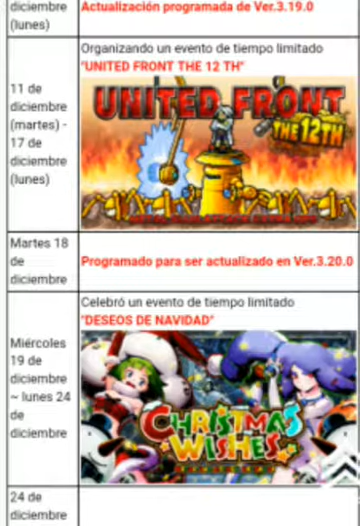 diciembre
(lunes)
Actualización programada de Ver.3.19.0
11 de
diciembre
(martes) -
17 de
diciembre
(lunes)
Organizando un evento de tiempo limitado
"UNITED FRONT THE 12 TH"
UNITED FRONT
THE 12TH
Martes 18
de
diciembre
Programado para ser actualizado en Ver.3.20.0
Miércoles
19 de
diciembre
~ lunes 24
de
diciembre
Celebró un evento de tiempo limitado
"DESEOS DE NAVIDAD"
CHRISTMAS
WISHES
24 de
diciembre